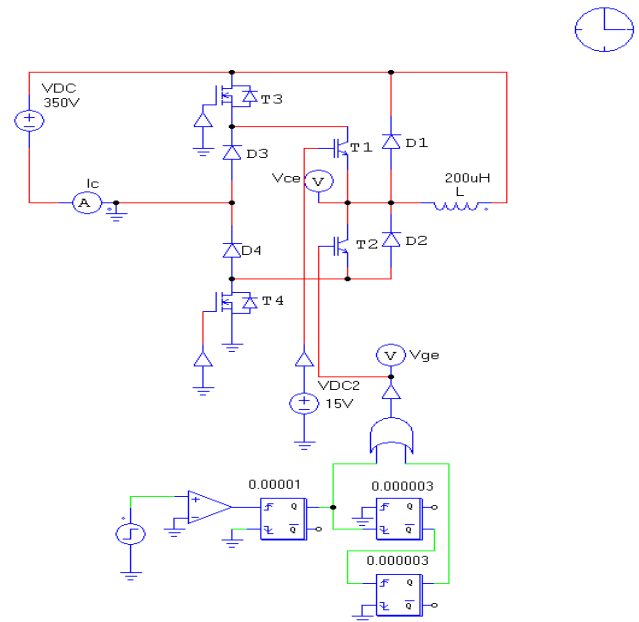 VDC
350V
T3
D3
T1
D1
Vce
V
200uH
L
Ic
A
D4
T2
D2
T4
V
Vge
VDC2
15V
0.00001
0.000003
Q
Q
Q
Q
0.000003
Q
Q